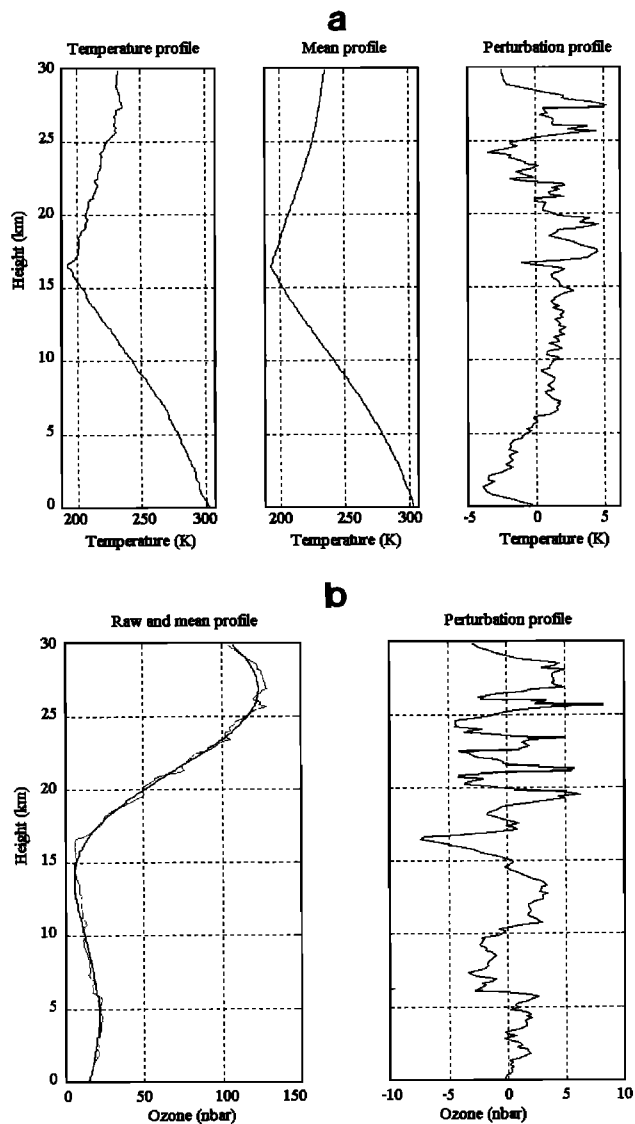 a
Temperature profile
Mean profile
Perturbation profile
30
25
20
15
10
5
0
Height (km)
200 250 300
Temperature (K)
200 250 300
Temperature (K)
-5 0 5
Temperature (K)
b
Raw and mean profile
Perturbation profile
30
25
20
15
10
5
0
Height (km)
0 50 100 150
Ozone (nbar)
-10 -5 0 5 10
Ozone (nbar)